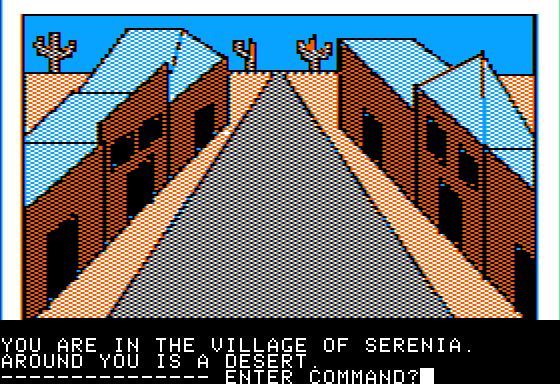 YOU ARE IN THE VILLAGE OF SERENIA.
AROUND YOU IS A DESERT.
--------------- ENTER COMMAND?